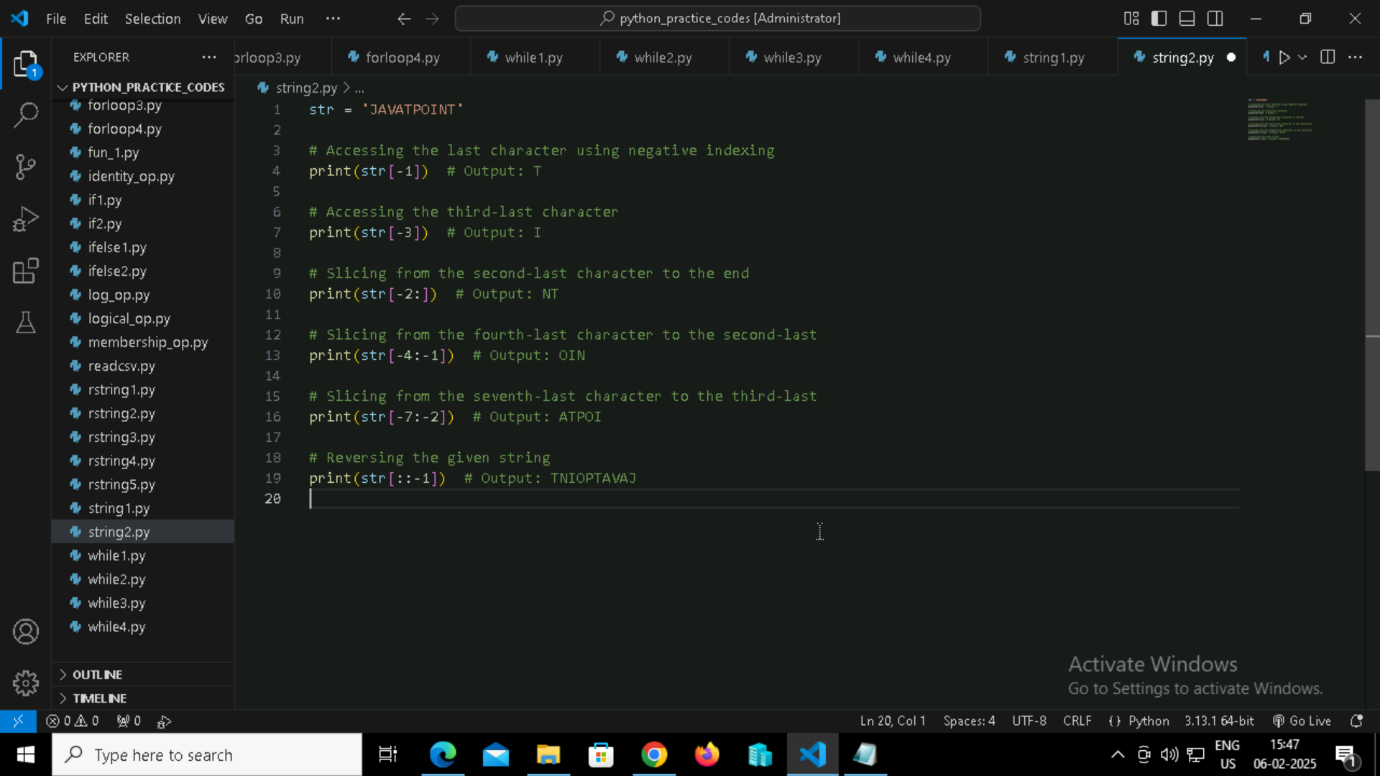 File Edit Selection View Go Run ···
python_practice_codes [Administrator]
EXPLORER ···
orloop3.py forloop4.py while1.py while2.py while3.py while4.py string1.py string2.py
PYTHON_PRACTICE_CODES
string2.py > ...
forloop3.py
forloop4.py
fun_1.py
identity_op.py
if1.py
if2.py
ifelse1.py
ifelse2.py
log_op.py
logical_op.py
membership_op.py
readcsv.py
rstring1.py
rstring2.py
rstring3.py
rstring4.py
rstring5.py
string1.py
string2.py
while1.py
while2.py
while3.py
while4.py
OUTLINE
TIMELINE
1 str = 'JAVATPOINT'
2
3 # Accessing the last character using negative indexing
4 print(str[-1])  # Output: T
5
6 # Accessing the third-last character
7 print(str[-3])  # Output: I
8
9 # Slicing from the second-last character to the end
10 print(str[-2:])  # Output: NT
11
12 # Slicing from the fourth-last character to the second-last
13 print(str[-4:-1])  # Output: OIN
14
15 # Slicing from the seventh-last character to the third-last
16 print(str[-7:-2])  # Output: ATPOI
17
18 # Reversing the given string
19 print(str[::-1])  # Output: TNIOPTAVAJ
20
Activate Windows
Go to Settings to activate Windows.
1
0 0 0 Ln 20, Col 1 Spaces: 4 UTF-8 CRLF {} Python 3.13.1 64-bit Go Live
Type here to search
ENG
US
15:47
06-02-2025
1